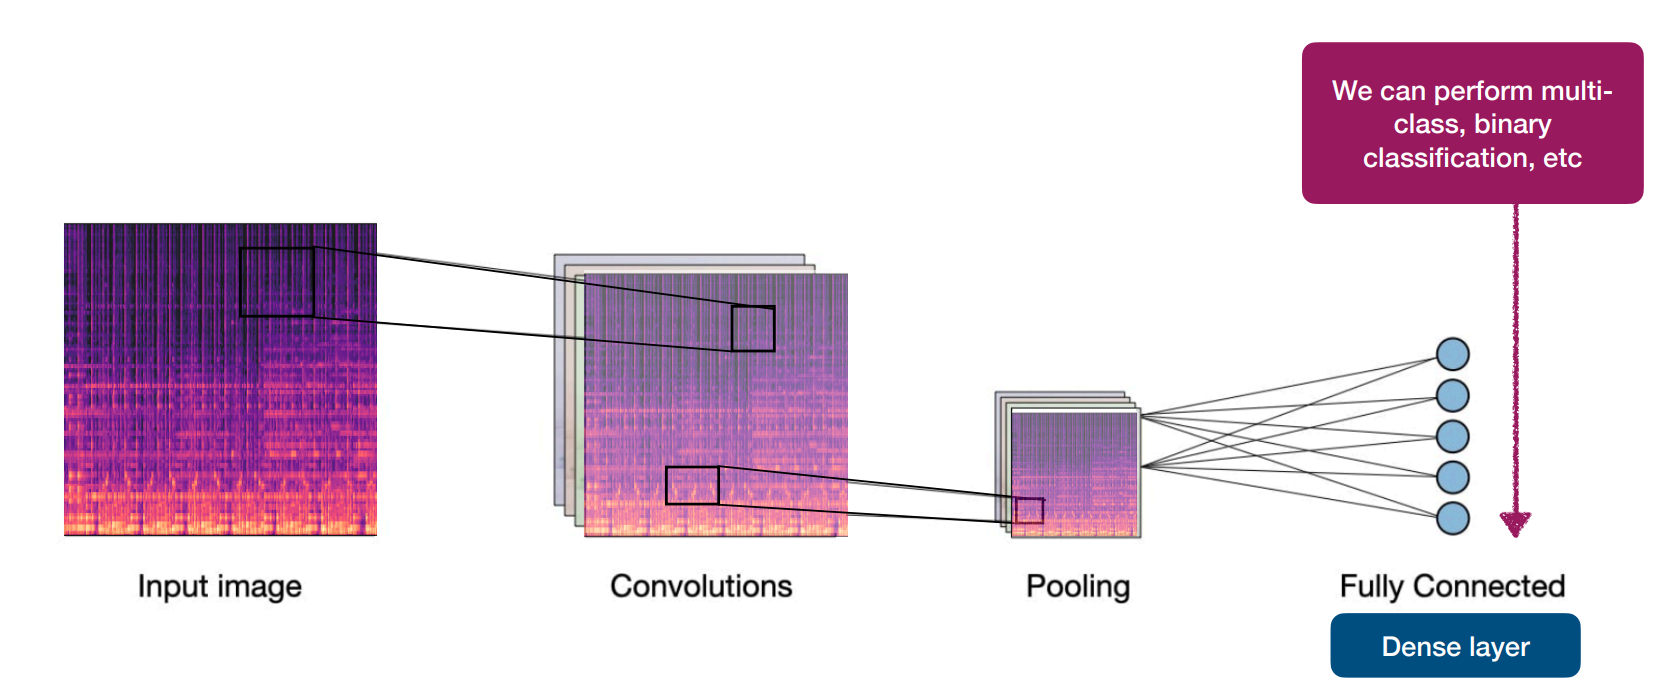 We can perform multi-
class, binary
classification, etc
Input image
Convolutions
Pooling
Fully Connected
Dense layer